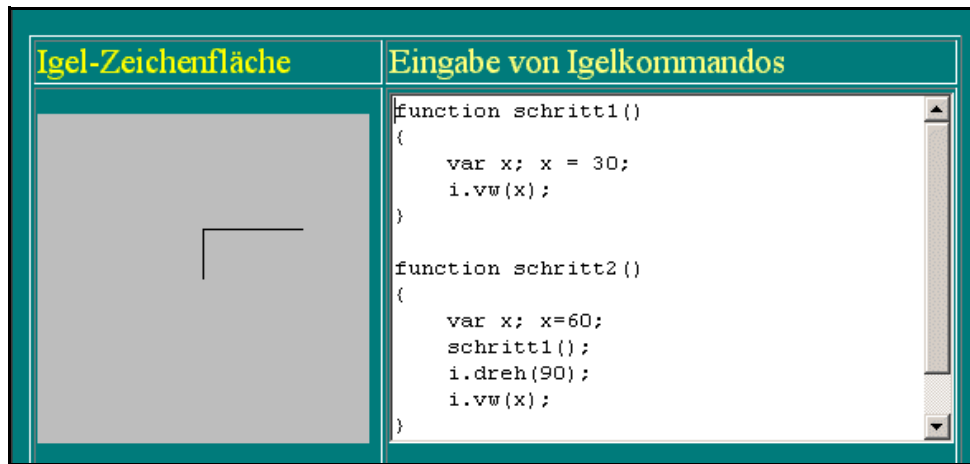 Igel-Zeichenfläche
Eingabe von Igelkommandos
function schritt1()
{
    var x; x = 30;
    i.vw(x);
}

function schritt2()
{
    var x; x=60;
    schritt1();
    i.dreh(90);
    i.vw(x);
}